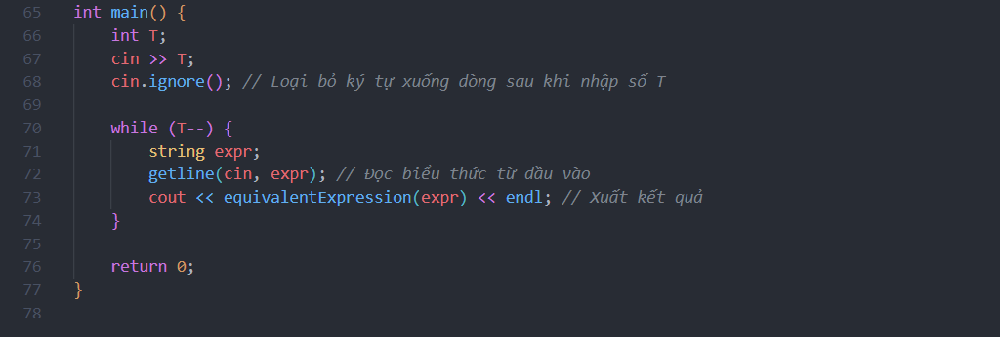 65 int main() {
66     int T;
67     cin >> T;
68     cin.ignore(); // Loại bỏ ký tự xuống dòng sau khi nhập số T
69
70     while (T--) {
71         string expr;
72         getline(cin, expr); // Đọc biểu thức từ đầu vào
73         cout << equivalentExpression(expr) << endl; // Xuất kết quả
74     }
75
76     return 0;
77 }
78